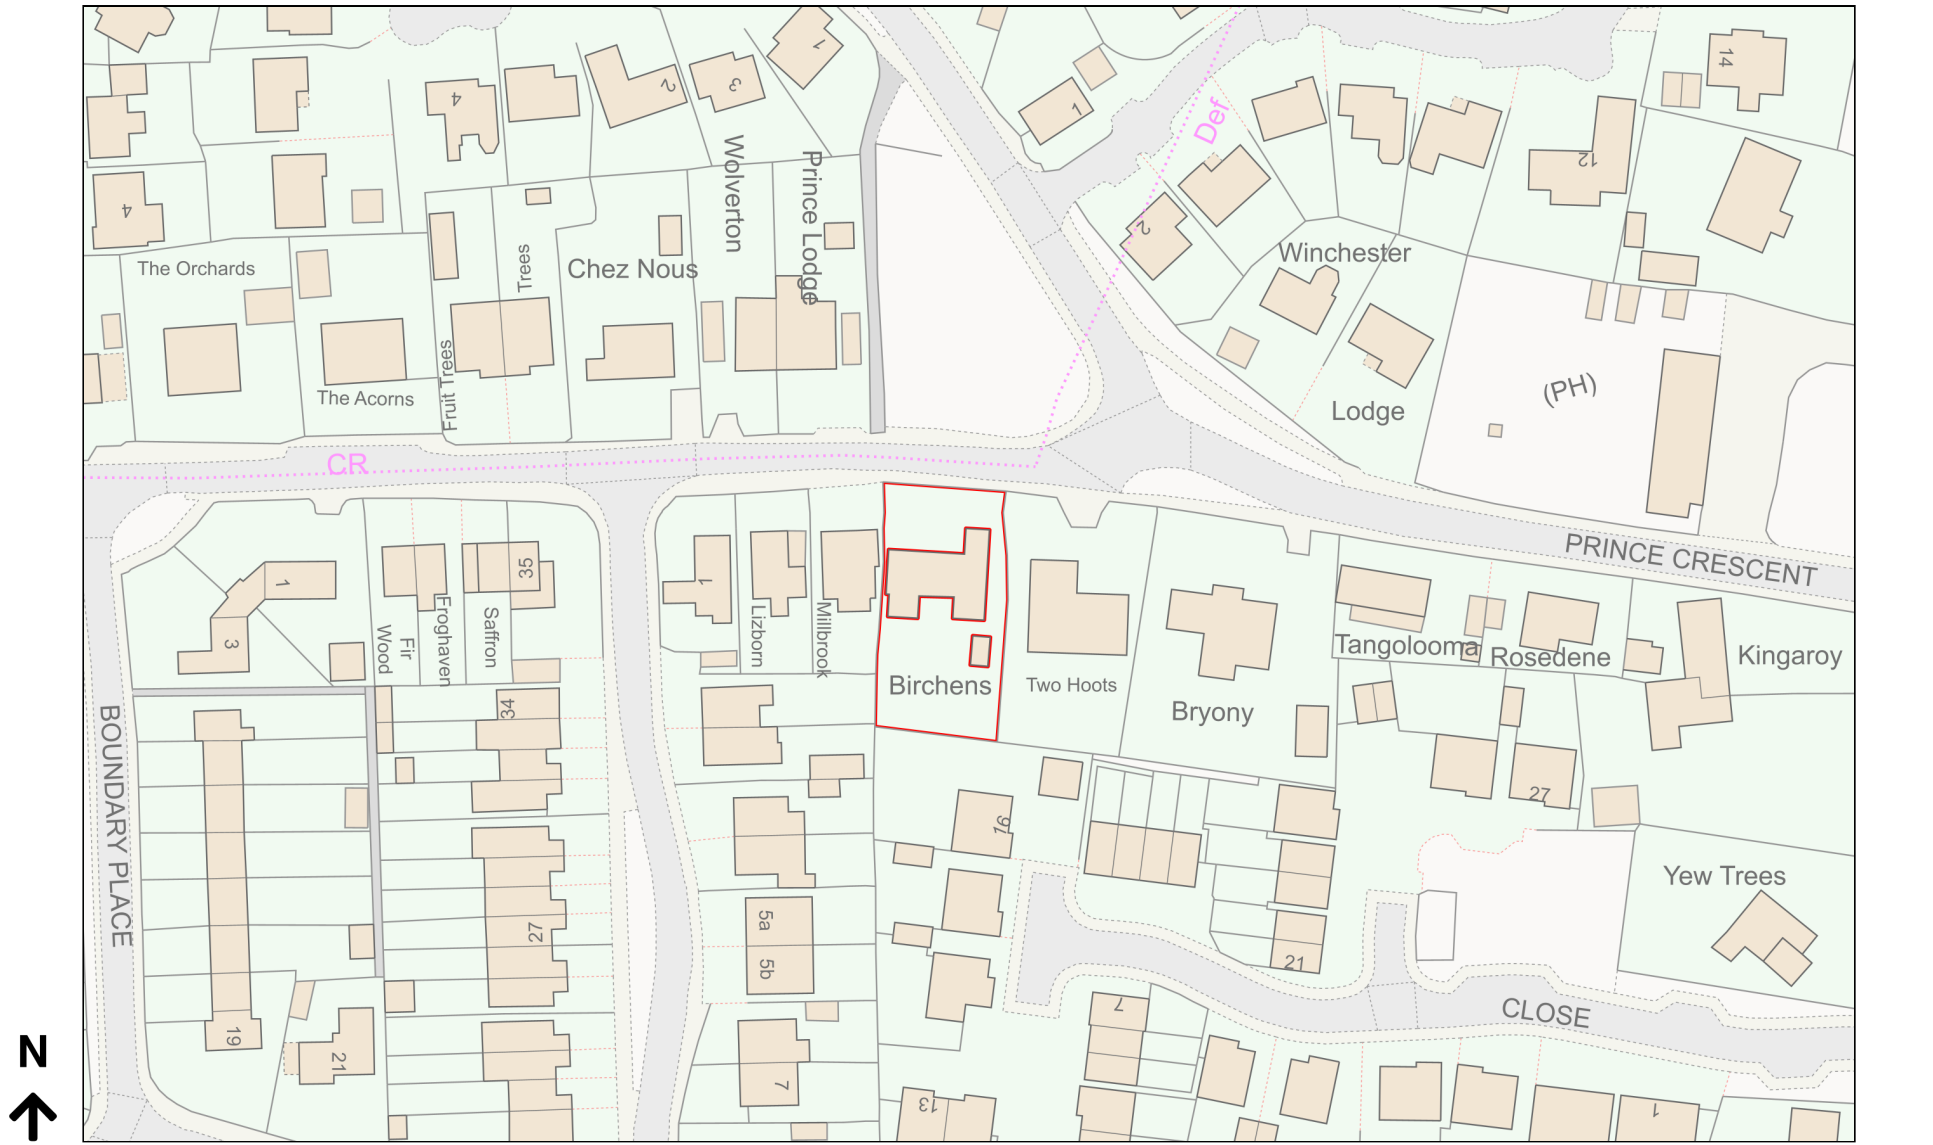 1
14
4
2
3
1
Def
Wolverton
Prince Lodge
12
4
2
Winchester
The Orchards
Trees
Chez Nous
(PH)
Fruit Trees
The Acorns
Lodge
CR
PRINCE CRESCENT
1
35
1
3
Fir
Wood
Froghaven
Saffron
Lizborn
Millbrook
Tangolooma
Rosedene
Kingaroy
Birchens
Two Hoots
Bryony
34
BOUNDARY PLACE
27
16
Yew Trees
5a
27
5b
21
7
CLOSE
19
21
7
13
1
N